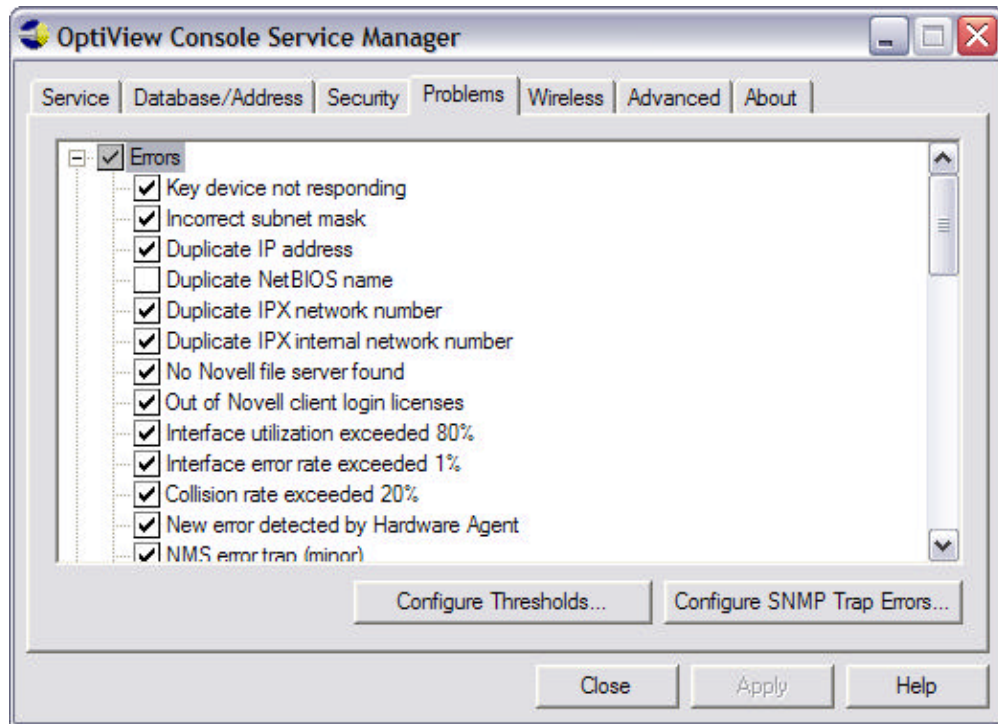 OptiView Console Service Manager
Service Database/Address Security Problems Wireless Advanced About
Errors
Key device not responding
Incorrect subnet mask
Duplicate IP address
Duplicate NetBIOS name
Duplicate IPX network number
Duplicate IPX internal network number
No Novell file server found
Out of Novell client login licenses
Interface utilization exceeded 80%
Interface error rate exceeded 1%
Collision rate exceeded 20%
New error detected by Hardware Agent
NMS error trap (minor)
Configure Thresholds... Configure SNMP Trap Errors...
Close Apply Help